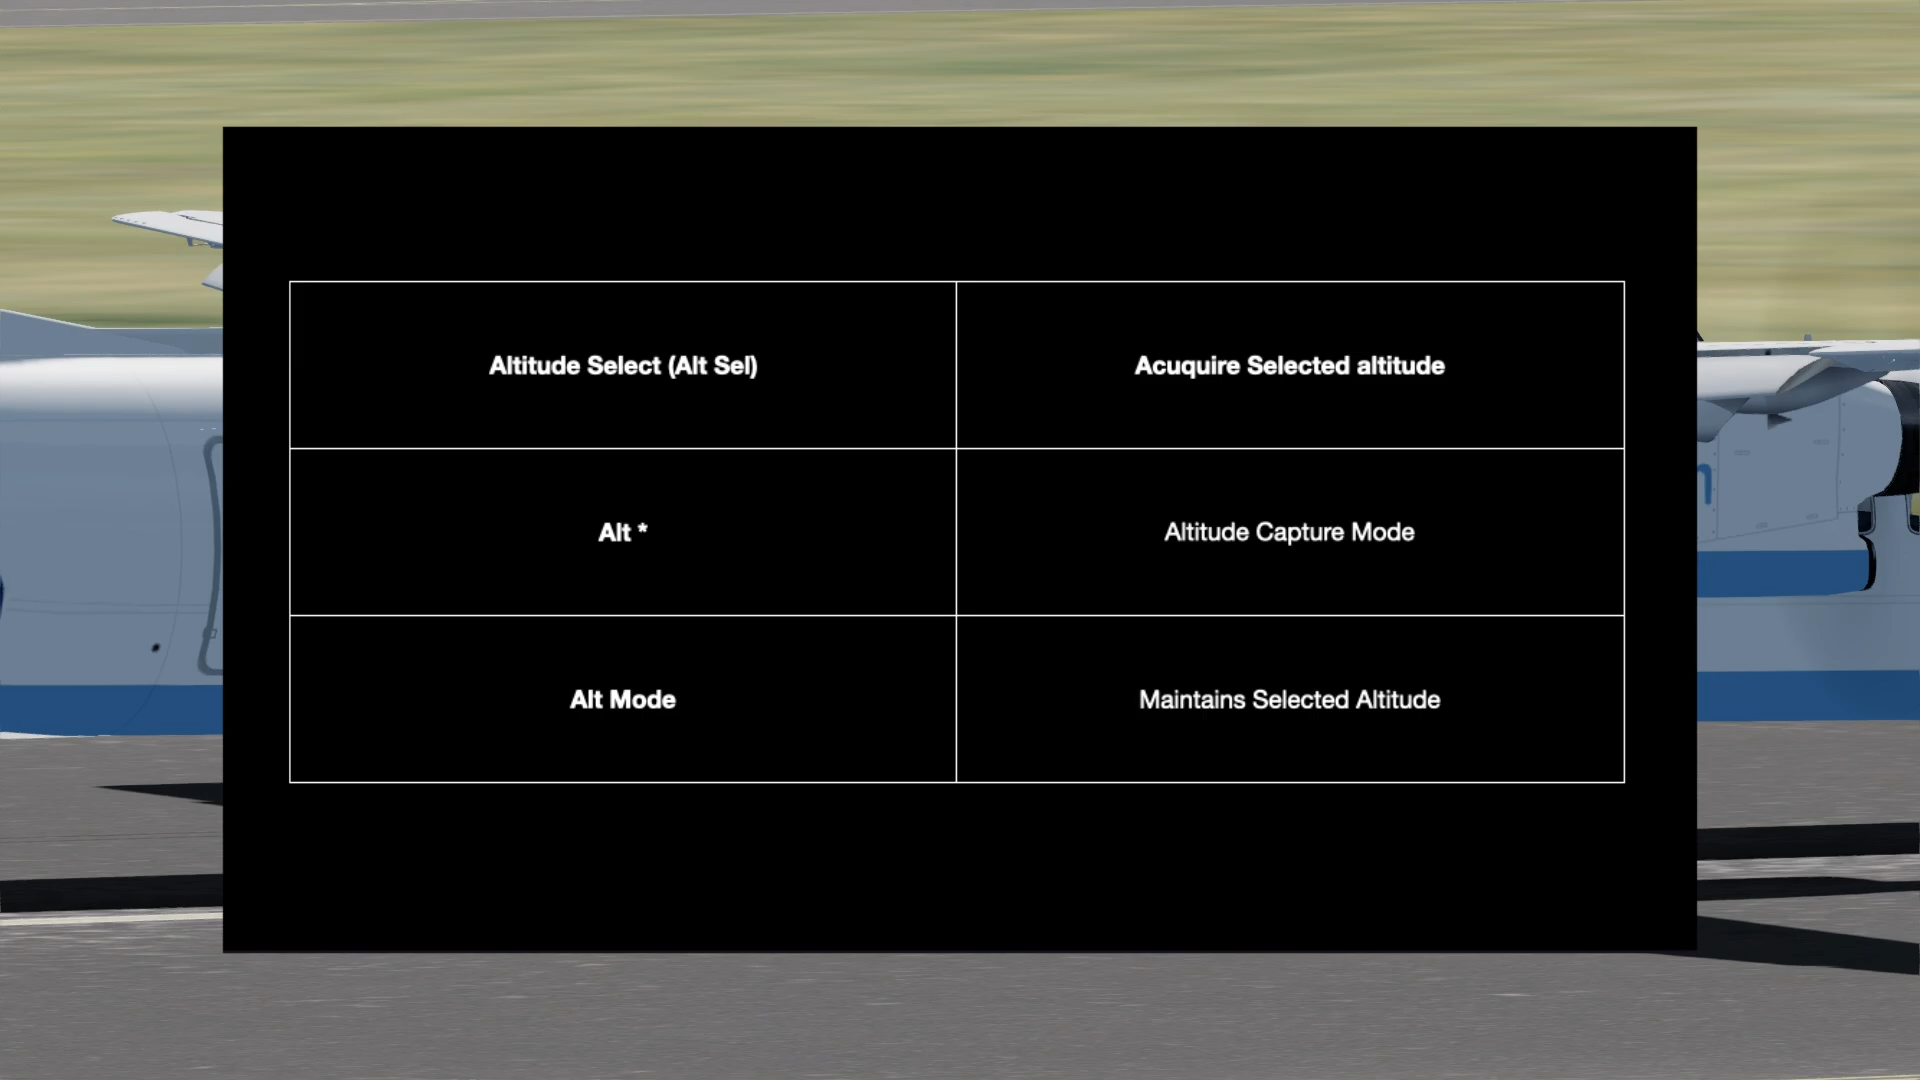 Altitude Select (Alt Sel)
Acuquire Selected altitude
Alt *
Altitude Capture Mode
Alt Mode
Maintains Selected Altitude